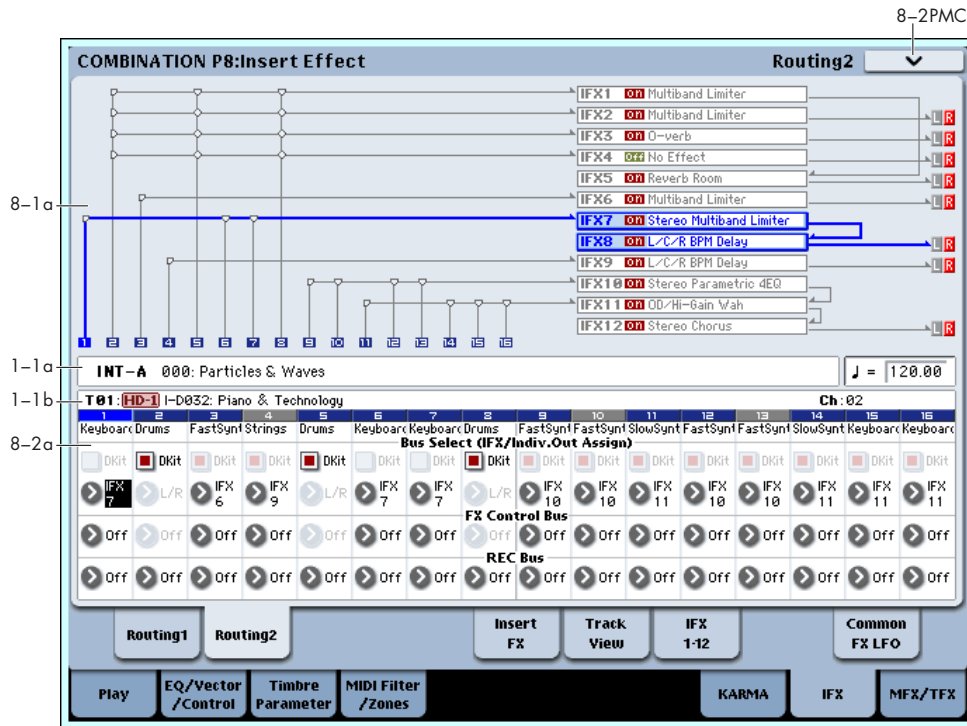 8–2PMC
COMBINATION P8:Insert Effect Routing2
IFX1 On Multiband Limiter
IFX2 On Multiband Limiter L R
IFX3 On O-verb L R
IFX4 Off No Effect L R
IFX5 On Reverb Room L R
8–1a
IFX6 On Multiband Limiter L R
IFX7 On Stereo Multiband Limiter
IFX8 On L/C/R BPM Delay L R
IFX9 On L/C/R BPM Delay L R
IFX10 On Stereo Parametric 4EQ
IFX11 On OD/Hi-Gain Wah
IFX12 On Stereo Chorus L R
1 2 3 4 5 6 7 8 9 10 11 12 13 14 15 16
1–1a
INT-A 000: Particles & Waves ♩ = 120.00
1–1b
T01: HD-1 I-D032: Piano & Technology Ch:02
1 2 3 4 5 6 7 8 9 10 11 12 13 14 15 16
Keyboard Drums FastSynt Strings Drums Keyboard Keyboard Drums FastSynt FastSynt SlowSynt FastSynt FastSynt SlowSynt Keyboard Keyboard
8–2a
Bus Select (IFX/Indiv.Out Assign)
DKit DKit DKit DKit DKit DKit DKit DKit DKit DKit DKit DKit DKit DKit DKit DKit
IFX 7 L/R IFX 6 IFX 9 L/R IFX 7 IFX 7 L/R IFX 10 IFX 10 IFX 11 IFX 10 IFX 10 IFX 11 IFX 11 IFX 11
FX Control Bus
Off Off Off Off Off Off Off Off Off Off Off Off Off Off Off Off
REC Bus
Off Off Off Off Off Off Off Off Off Off Off Off Off Off Off Off
Routing1 Routing2 Insert FX Track View IFX 1-12 Common FX LFO
Play EQ/Vector /Control Timbre Parameter MIDI Filter /Zones KARMA IFX MFX/TFX